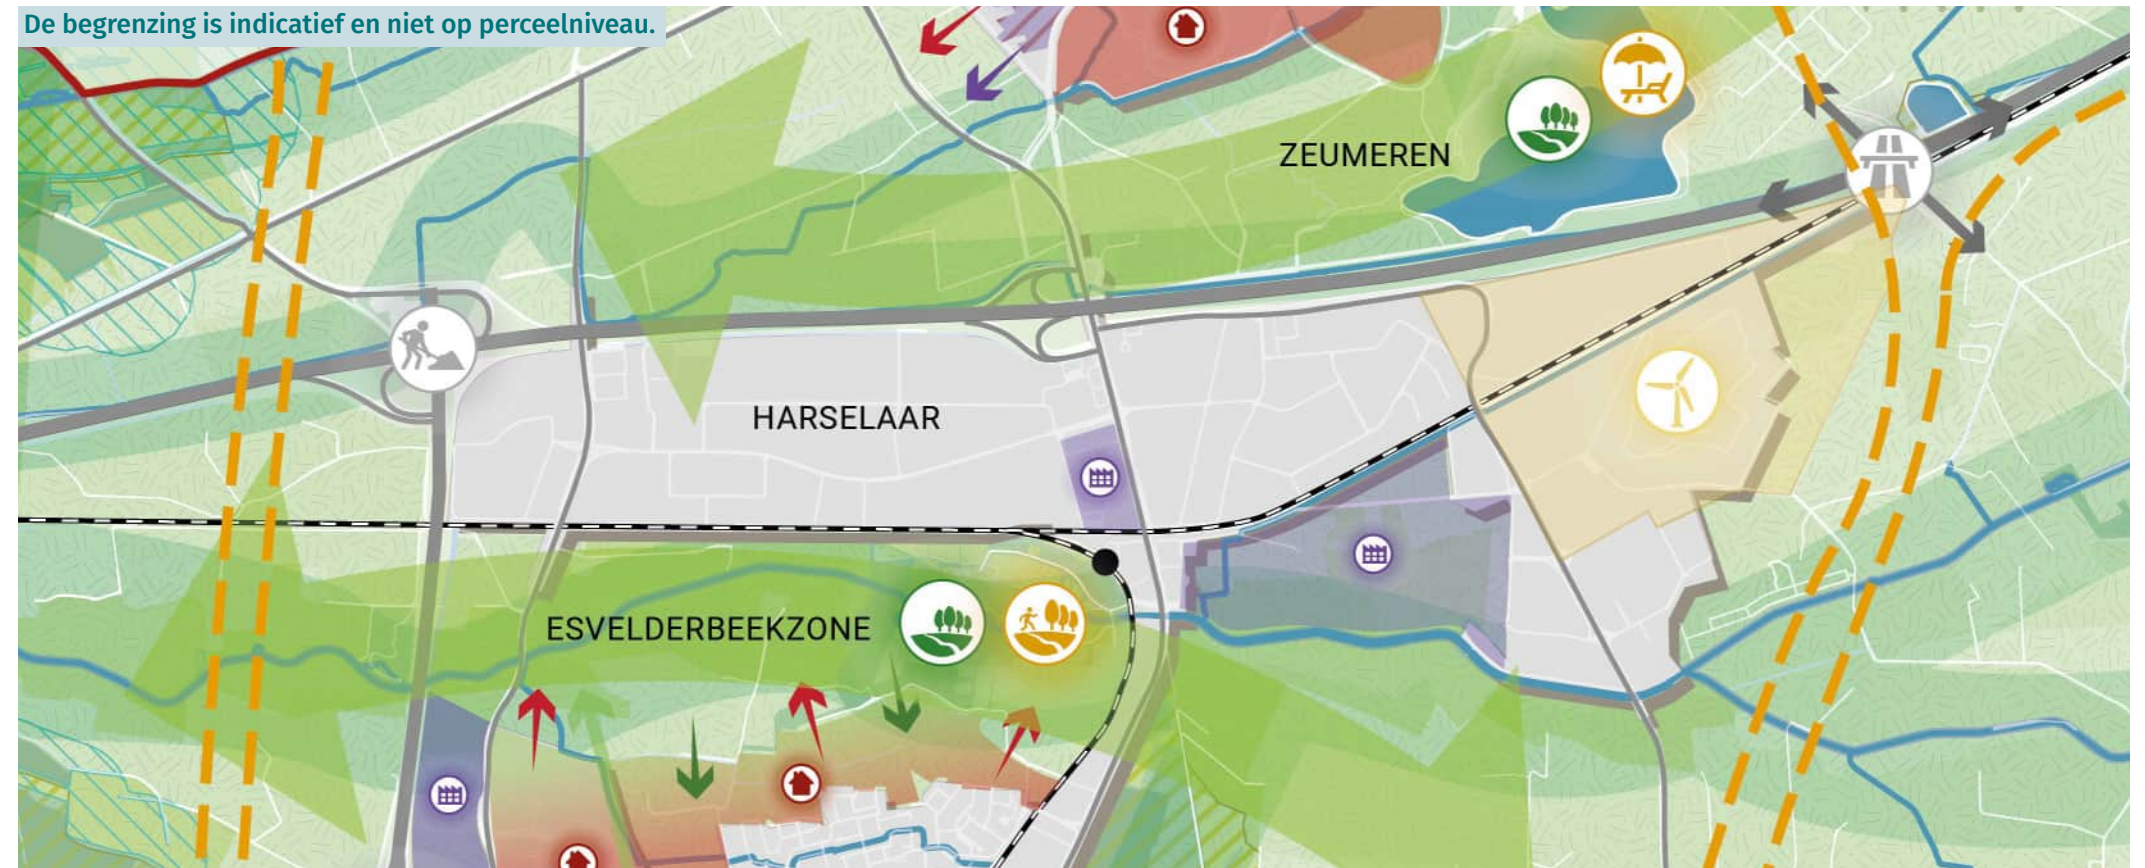 De begrenzing is indicatief en niet op perceelniveau.
ZEUMEREN
HARSELAAR
ESVELDERBEEKZONE